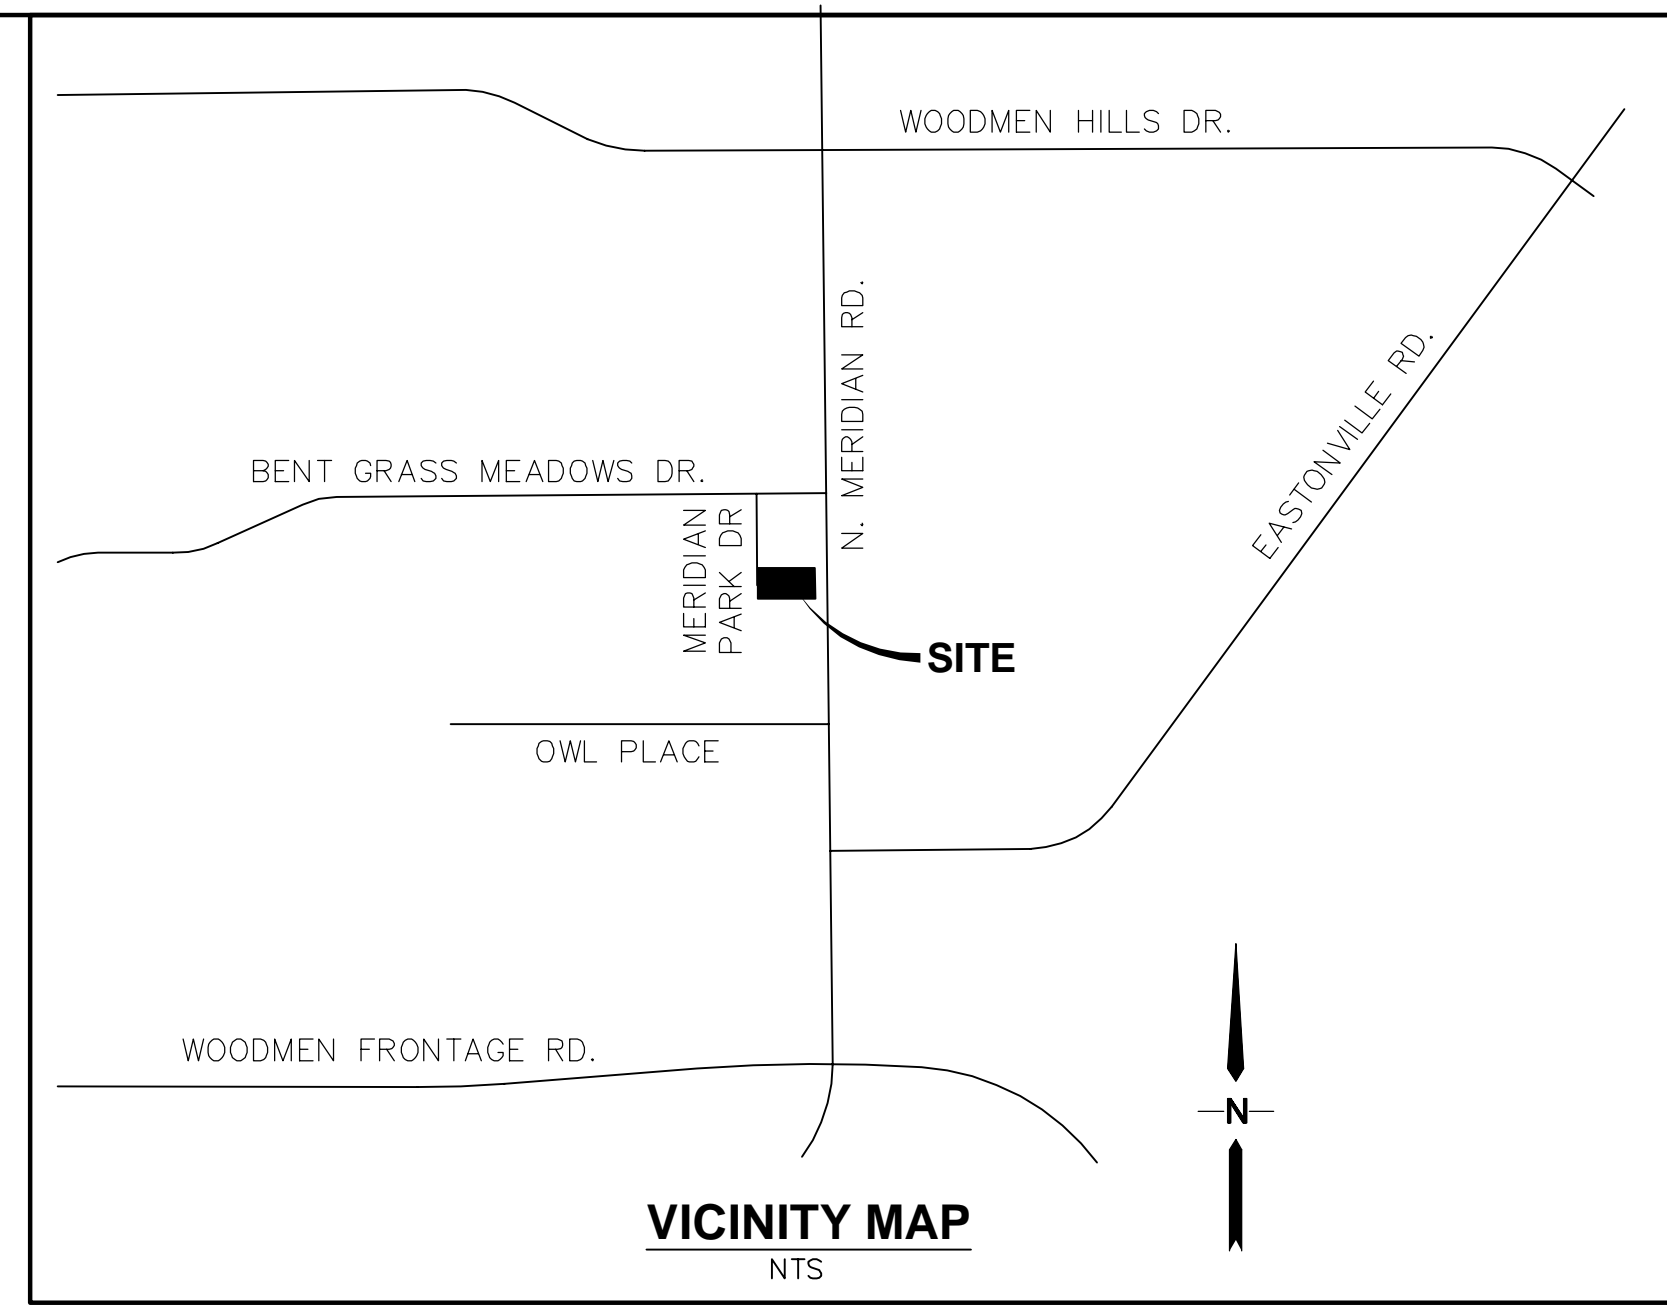 WOODMEN HILLS DR.
N. MERIDIAN RD.
EASTONVILLE RD.
BENT GRASS MEADOWS DR.
MERIDIAN
PARK DR
SITE
OWL PLACE
WOODMEN FRONTAGE RD.
N
VICINITY MAP
NTS